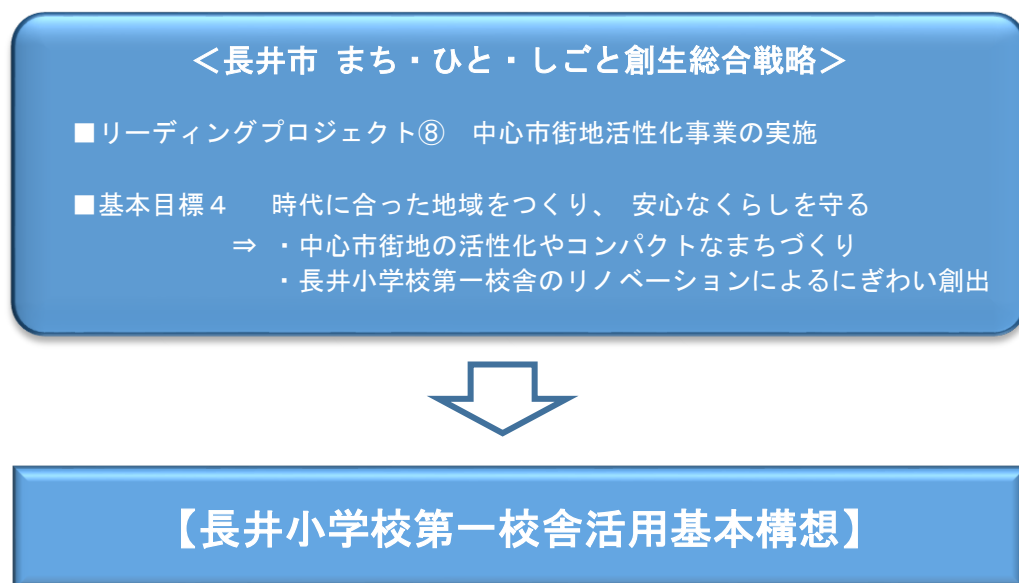 ＜長井市 まち・ひと・しごと創生総合戦略＞
■リーディングプロジェクト⑧　中心市街地活性化事業の実施
■基本目標４　　時代に合った地域をつくり、 安心なくらしを守る
⇒ ・中心市街地の活性化やコンパクトなまちづくり
・長井小学校第一校舎のリノベーションによるにぎわい創出
【長井小学校第一校舎活用基本構想】